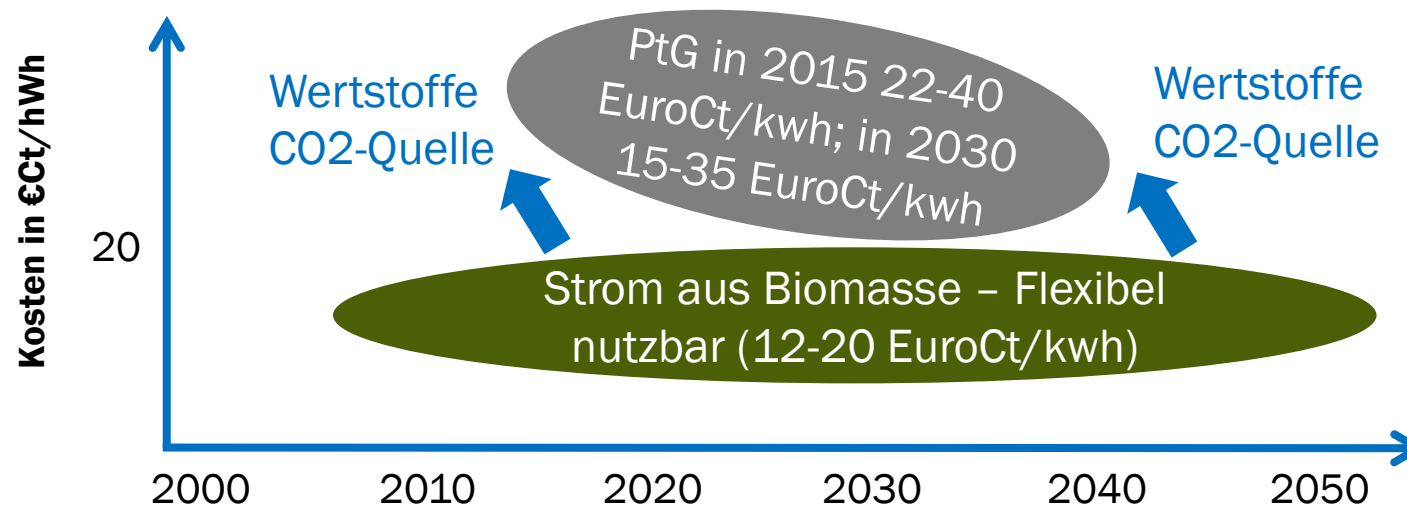 Kosten in €Ct/hWh
20
Wertstoffe
CO2-Quelle
PtG in 2015 22-40
EuroCt/kwh; in 2030
15-35 EuroCt/kwh
Wertstoffe
CO2-Quelle
Strom aus Biomasse – Flexibel
nutzbar (12-20 EuroCt/kwh)
2000 2010 2020 2030 2040 2050